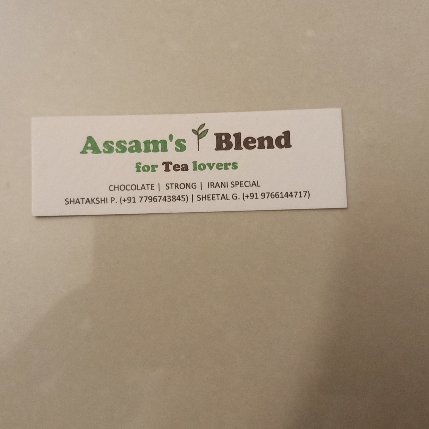 Assam's Blend
for Tea lovers
CHOCOLATE | STRONG | IRANI SPECIAL
SHATAKSHI P. (+91 7796743845) | SHEETAL G. (+91 9766144717)